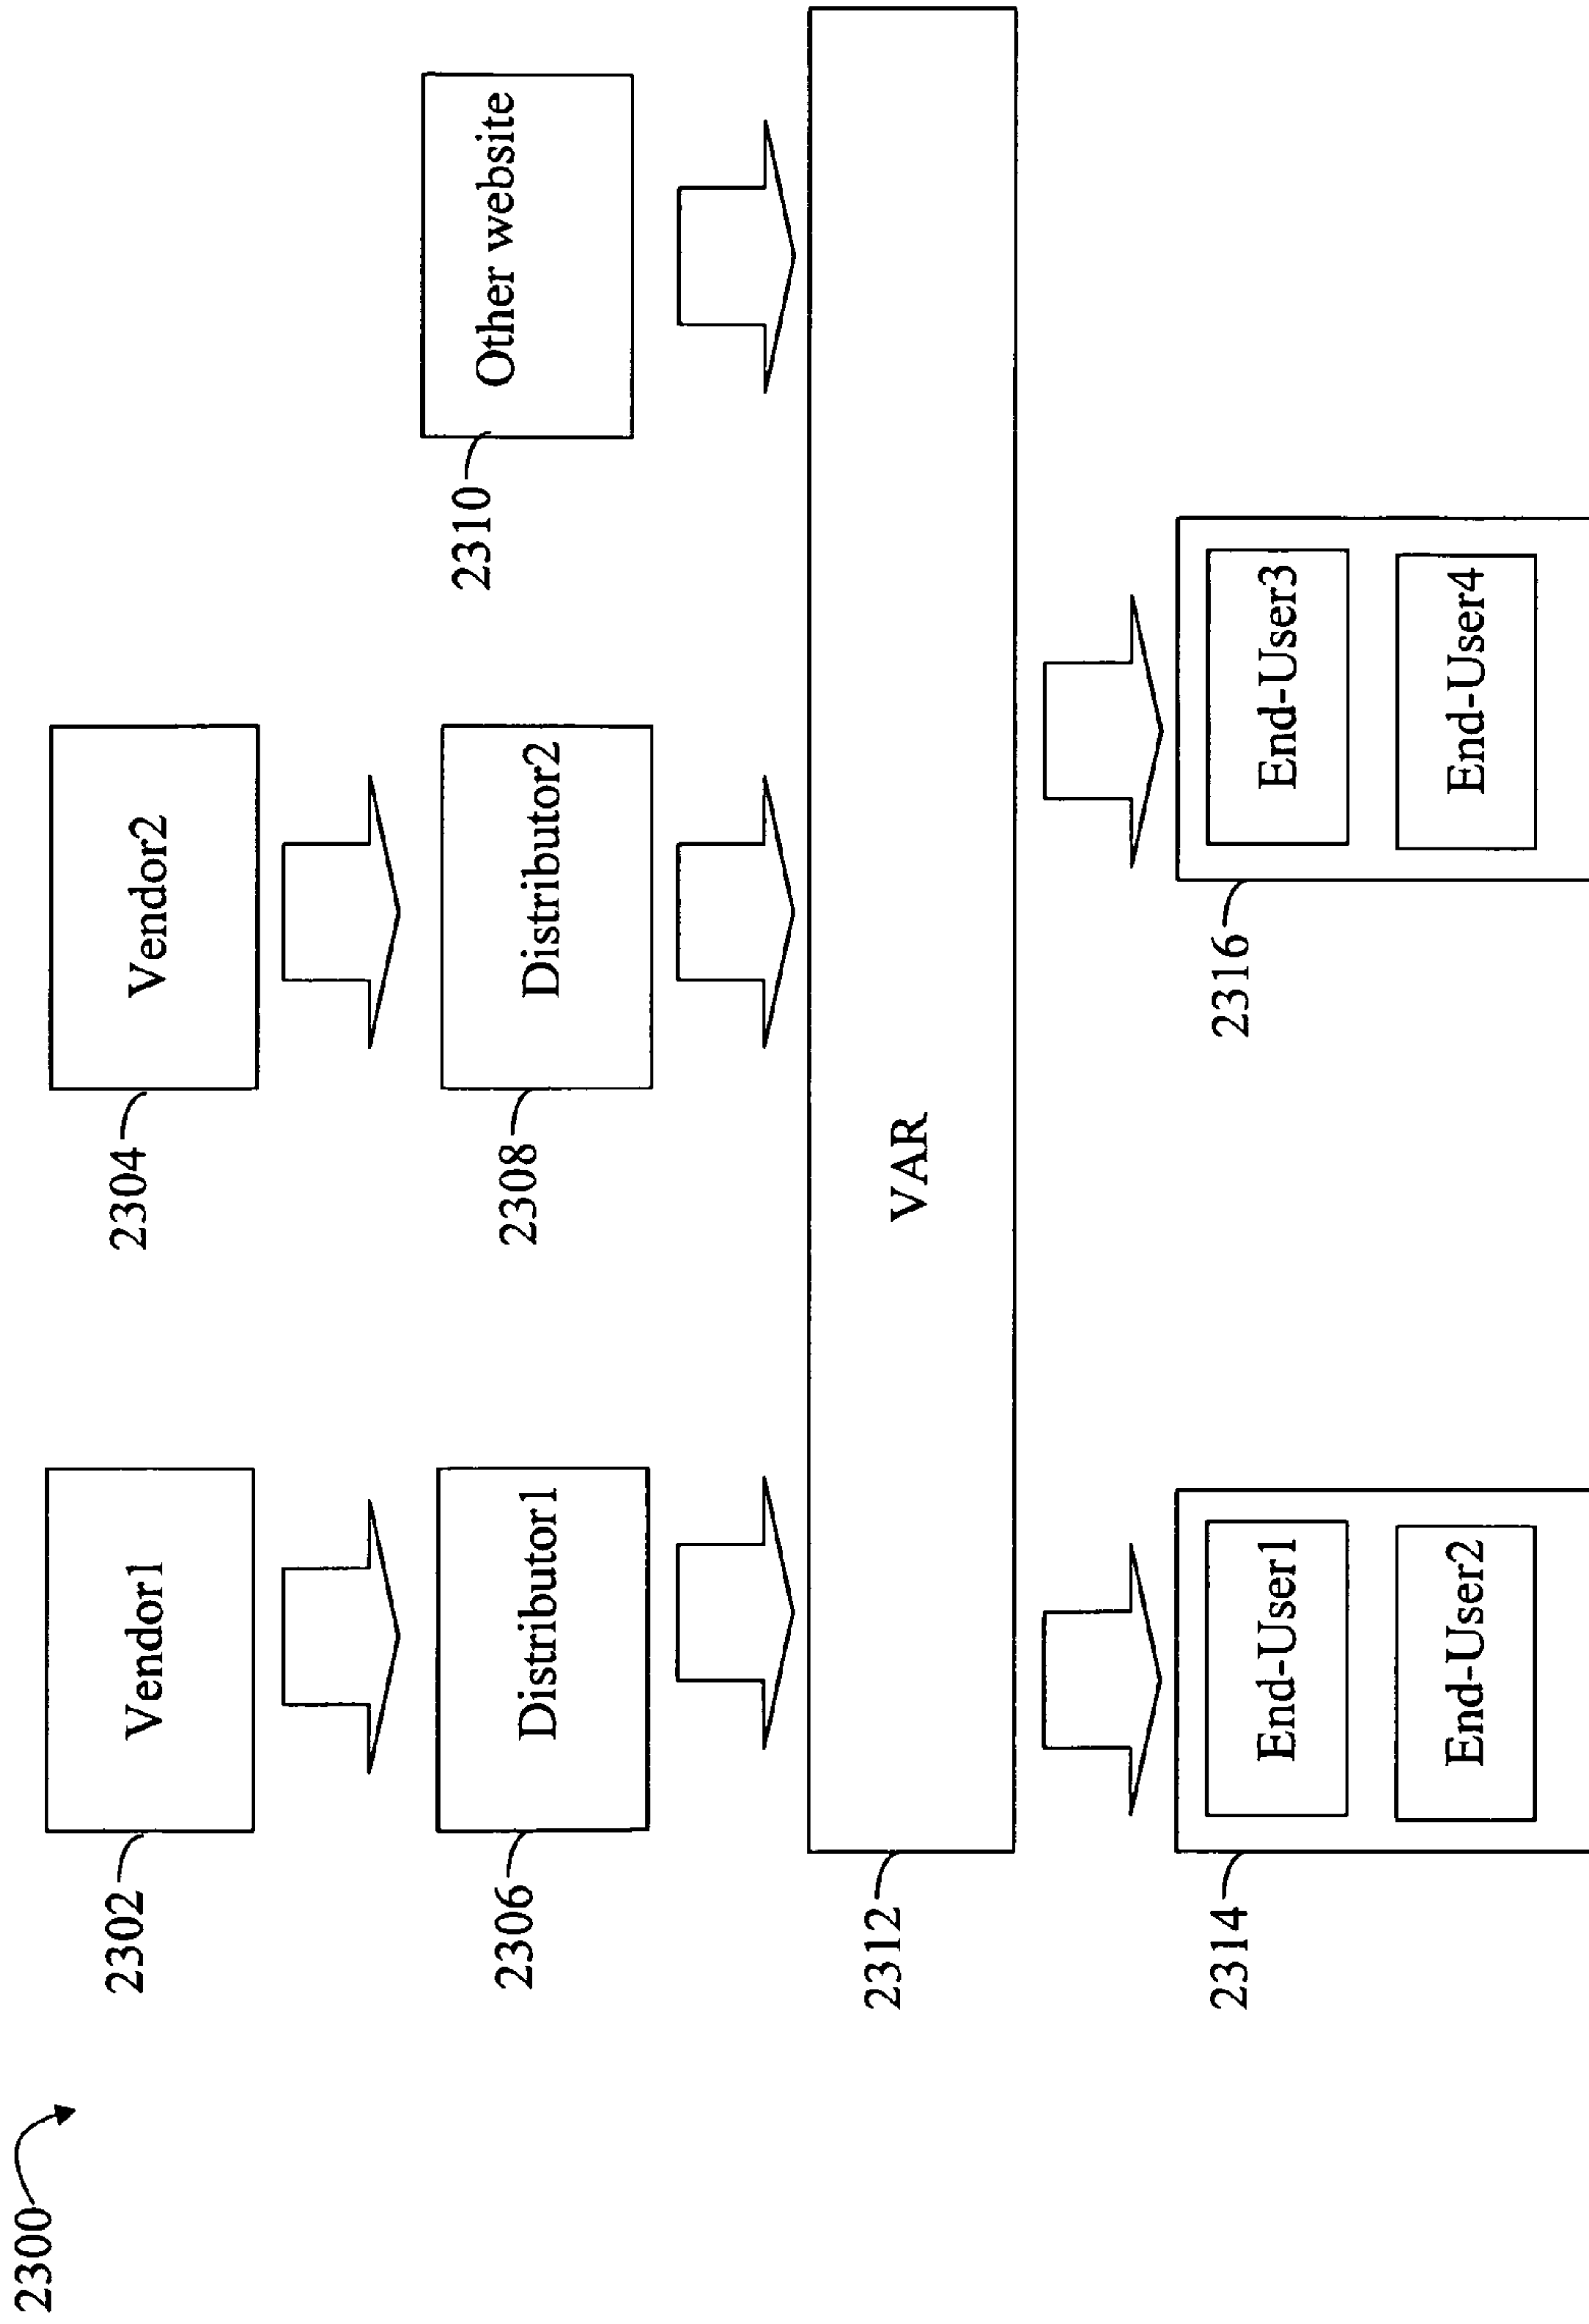 2300
2302
Vendor1
2304
Vendor2
2306
Distributor1
2308
Distributor2
2310
Other website
2312
VAR
2314
End-User1
End-User2
2316
End-User3
End-User4